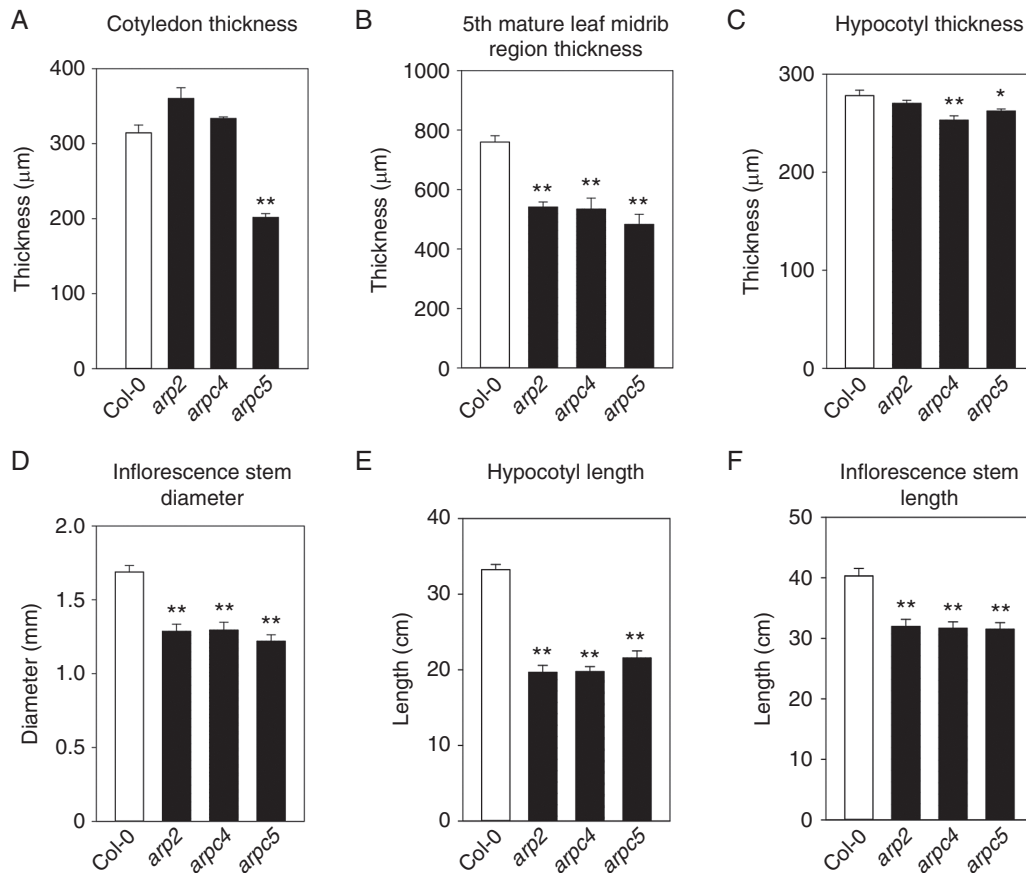 A
Cotyledon thickness
Thickness (μm)
400
300
200
100
0
**
Col-0
arp2
arpc4
arpc5
B
5th mature leaf midrib
region thickness
Thickness (μm)
1000
800
600
400
200
0
**
**
**
Col-0
arp2
arpc4
arpc5
C
Hypocotyl thickness
Thickness (μm)
300
200
100
0
**
*
Col-0
arp2
arpc4
arpc5
D
Inflorescence stem
diameter
Diameter (mm)
2.0
1.5
1.0
0.5
0
**
**
**
Col-0
arp2
arpc4
arpc5
E
Hypocotyl length
Length (cm)
40
30
20
10
0
**
**
**
Col-0
arp2
arpc4
arpc5
F
Inflorescence stem
length
Length (cm)
50
40
30
20
10
0
**
**
**
Col-0
arp2
arpc4
arpc5